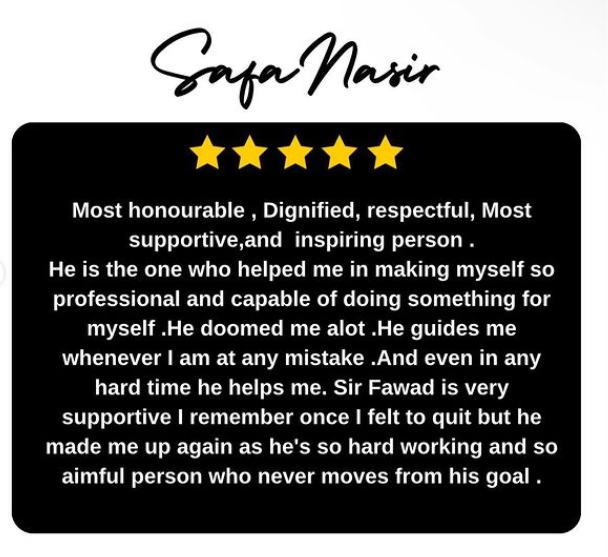 Safa Nasir
Most honourable , Dignified, respectful, Most
supportive,and  inspiring person .
He is the one who helped me in making myself so
professional and capable of doing something for
myself .He doomed me alot .He guides me
whenever I am at any mistake .And even in any
hard time he helps me. Sir Fawad is very
supportive I remember once I felt to quit but he
made me up again as he's so hard working and so
aimful person who never moves from his goal .